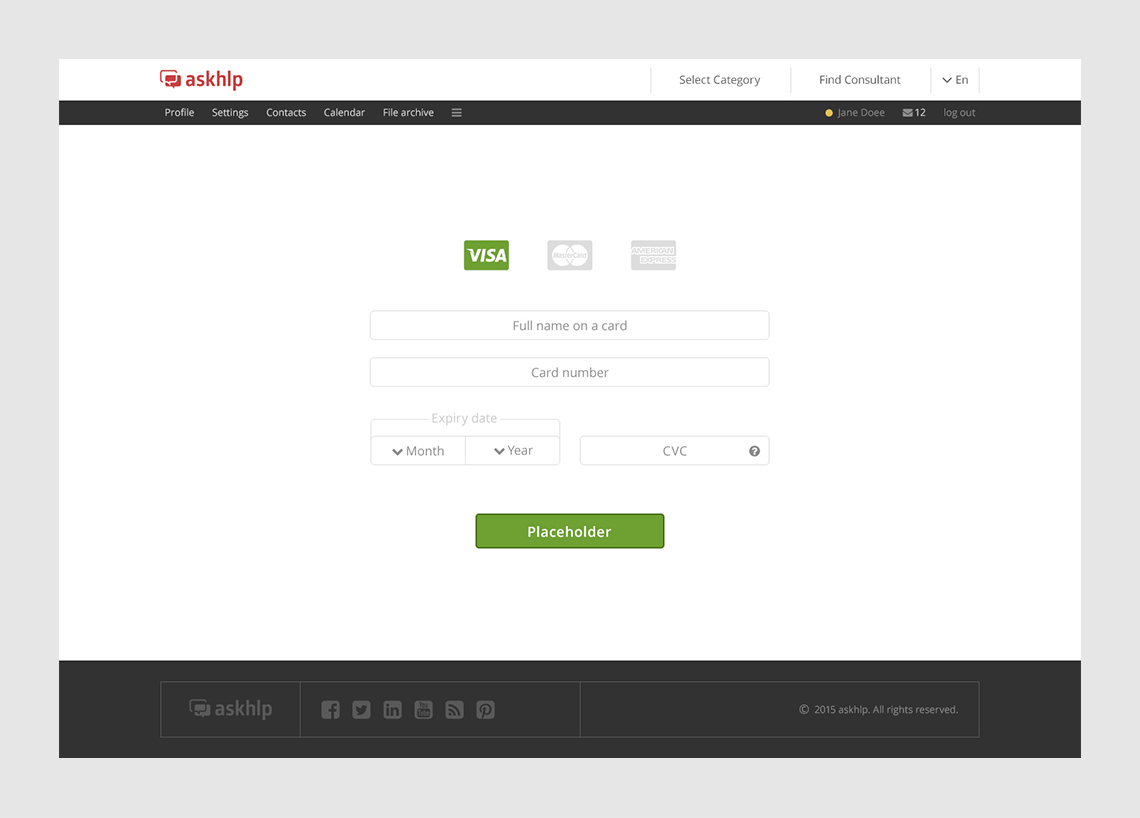 askhlp
Select Category
Find Consultant
En
Profile Settings Contacts Calendar File archive
Jane Doee 12 log out
VISA MasterCard AMERICAN EXPRESS
Full name on a card
Card number
Expiry date
Month Year CVC ?
Placeholder
askhlp
You Tube
© 2015 askhlp. All rights reserved.